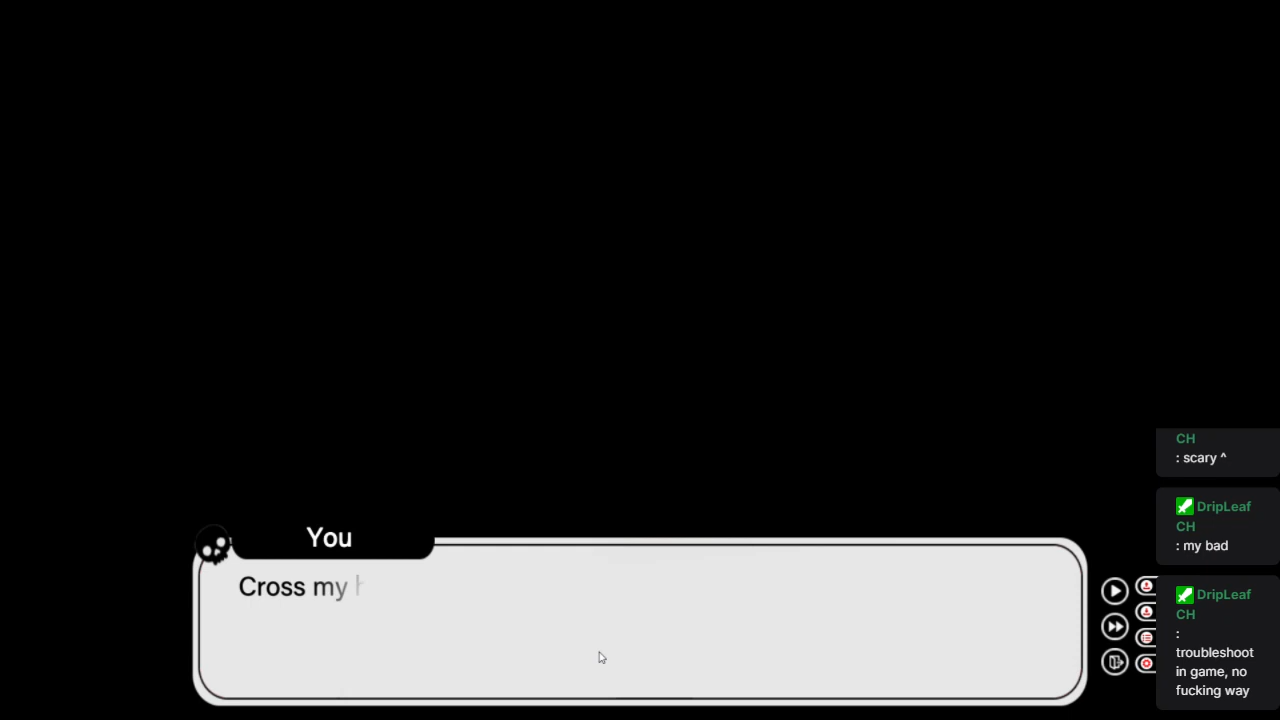 CH
: scary ^
DripLeaf
CH
: my bad
DripLeaf
CH
:
troubleshoot
in game, no
fucking way
You
Cross my h